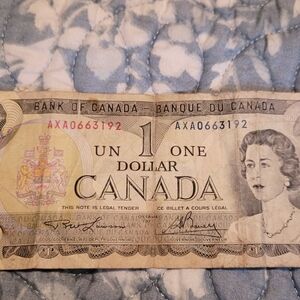 BANK OF CANADA – BANQUE DU CANADA
AXA0663192 AXA0663192
1
UN ONE
DOLLAR
CANADA
THIS NOTE IS LEGAL TENDER CE BILLET A COURS LÉGAL